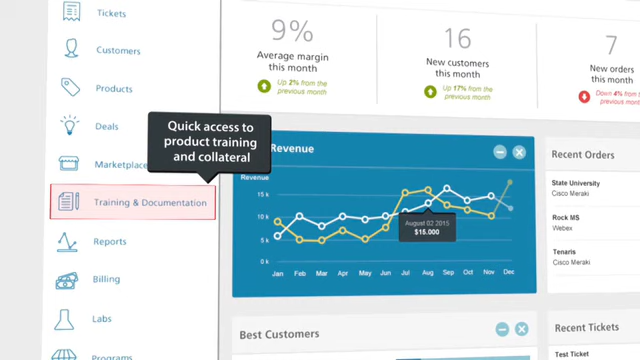 Tickets
Customers
Products
Deals
Marketplace
Training & Documentation
Reports
Billing
Labs
Programs
Quick access to
product training
and collateral
9%
Average margin
this month
Up 2% from the
previous month
16
New customers
this month
Up 17% from the
previous month
7
New orders
this month
Down 4% from the
previous month
Revenue
Revenue
15 k
10 k
5 k
0 k
Jan Feb Mar Apr May Jun Jul Aug Sep Oct Nov Dec
August 02 2015
$15.000
Recent Orders
State University
Cisco Meraki
Rock MS
Webex
Tenaris
Cisco Meraki
Best Customers
Recent Tickets
Test Ticket